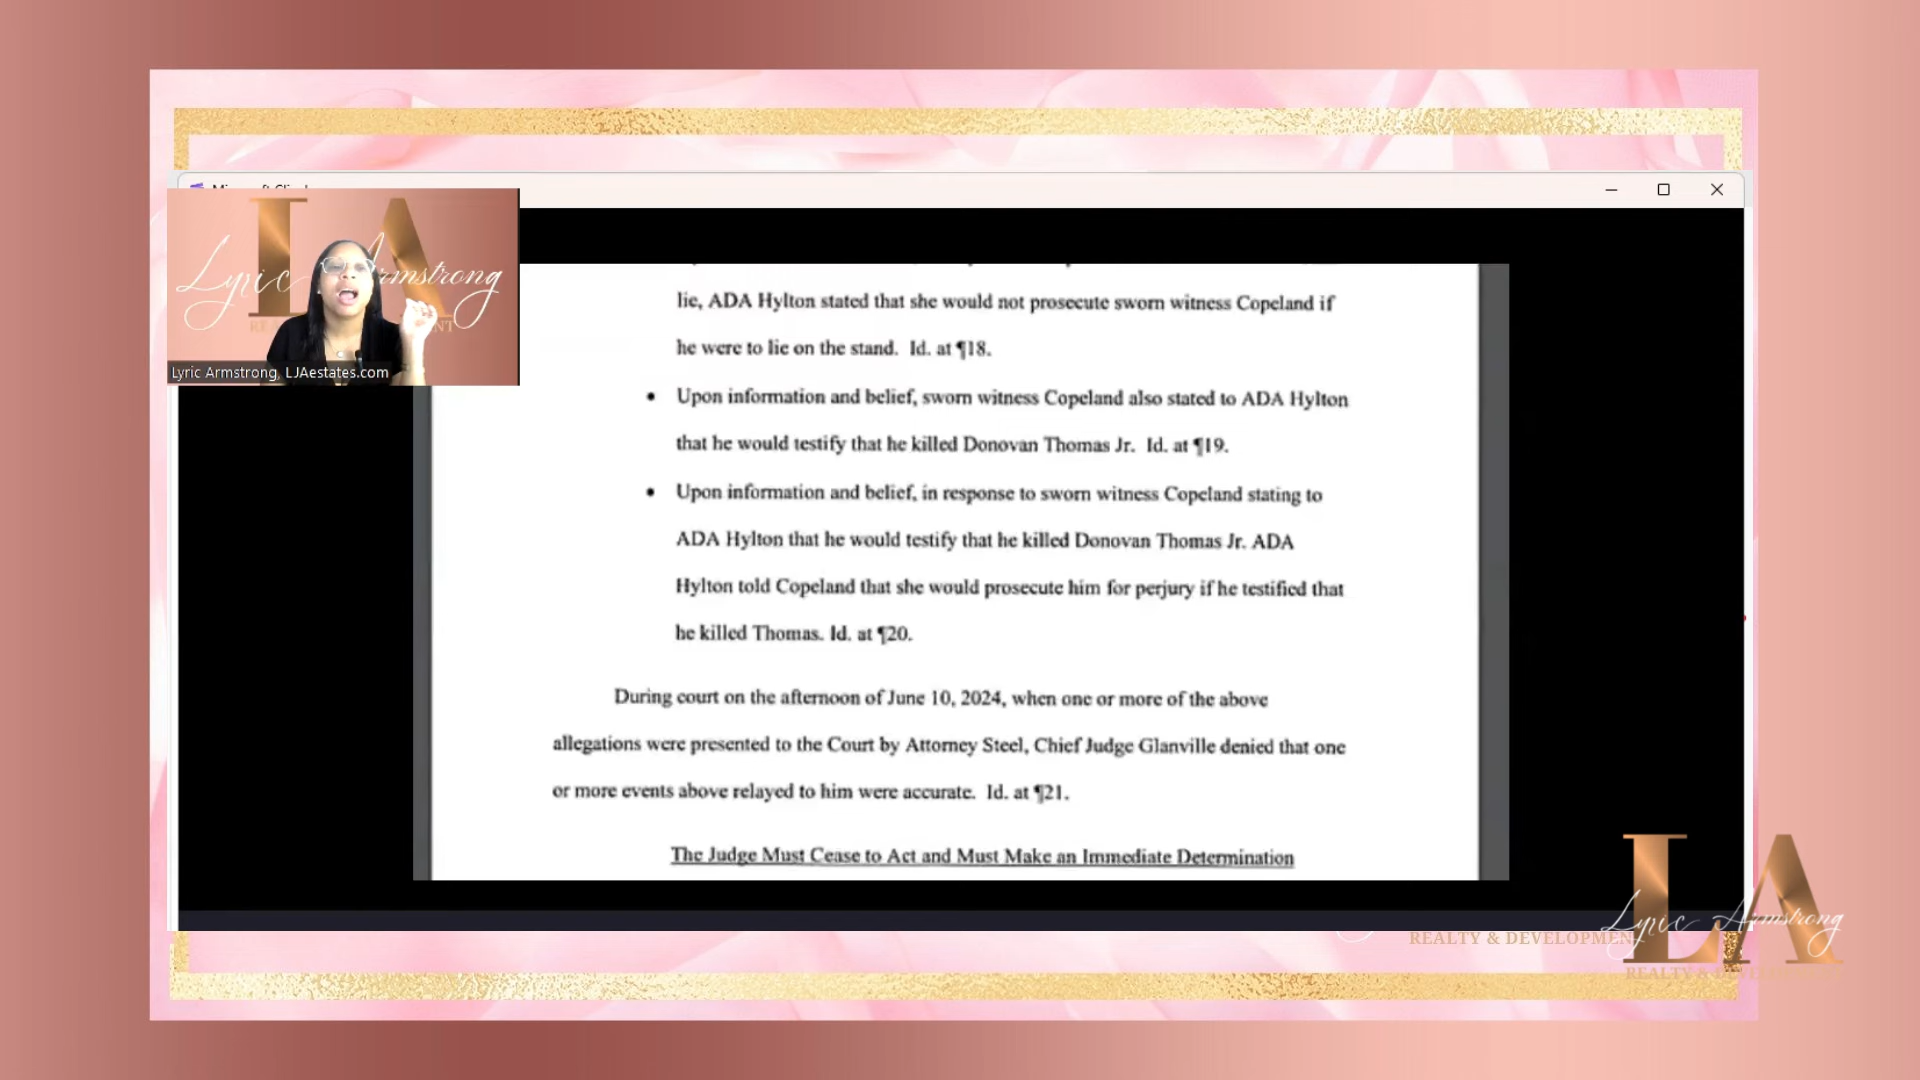 LA
Lyric Armstrong
Lyric Armstrong, LJAestates.com
lie, ADA Hylton stated that she would not prosecute sworn witness Copeland if
he were to lie on the stand. Id. at ¶18.
• Upon information and belief, sworn witness Copeland also stated to ADA Hylton
that he would testify that he killed Donovan Thomas Jr. Id. at ¶19.
• Upon information and belief, in response to sworn witness Copeland stating to
ADA Hylton that he would testify that he killed Donovan Thomas Jr. ADA
Hylton told Copeland that she would prosecute him for perjury if he testified that
he killed Thomas. Id. at ¶20.
During court on the afternoon of June 10, 2024, when one or more of the above
allegations were presented to the Court by Attorney Steel, Chief Judge Glanville denied that one
or more events above relayed to him were accurate. Id. at ¶21.
The Judge Must Cease to Act and Must Make an Immediate Determination
LA
Lyric Armstrong
REALTY & DEVELOPMEN
REALTY &